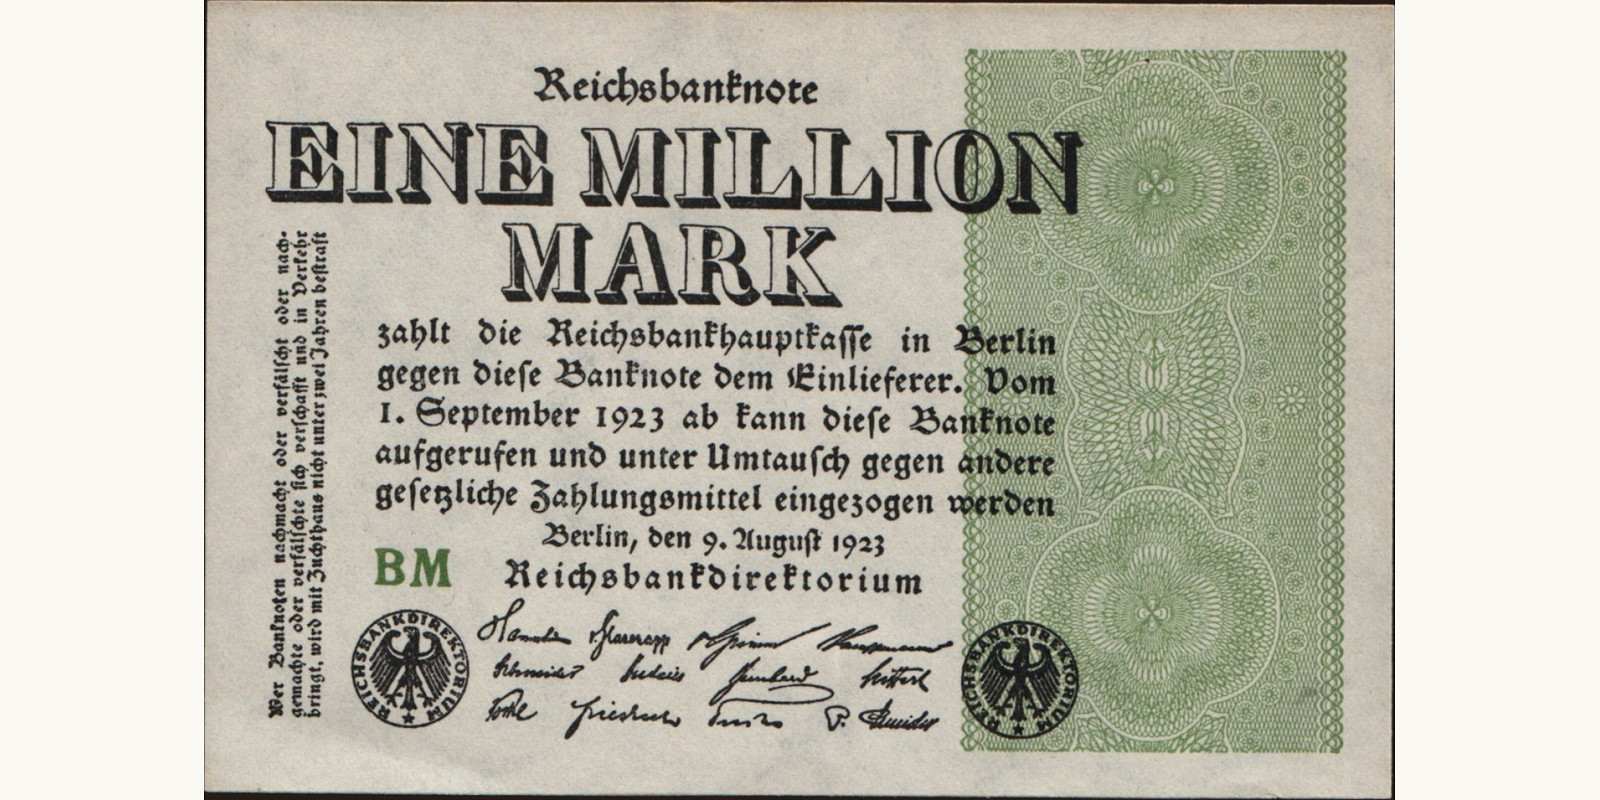 Reichsbanknote
EINE MILLION
MARK
zahlt die Reichsbankhauptkasse in Berlin
gegen diese Banknote dem Einlieferer. Vom
1. September 1923 ab kann diese Banknote
aufgerufen und unter Umtausch gegen andere
gesetzliche Zahlungsmittel eingezogen werden
Berlin, den 9. August 1923
BM
Reichsbankdirektorium
REICHSBANKDIREKTORIUM
REICHSBANKDIREKTORIUM
Wer Banknoten nachmacht oder verfälscht oder nach-
gemachte oder verfälschte sich verschafft und in Verkehr
bringt, wird mit Zuchthaus nicht unter zwei Jahren bestraft